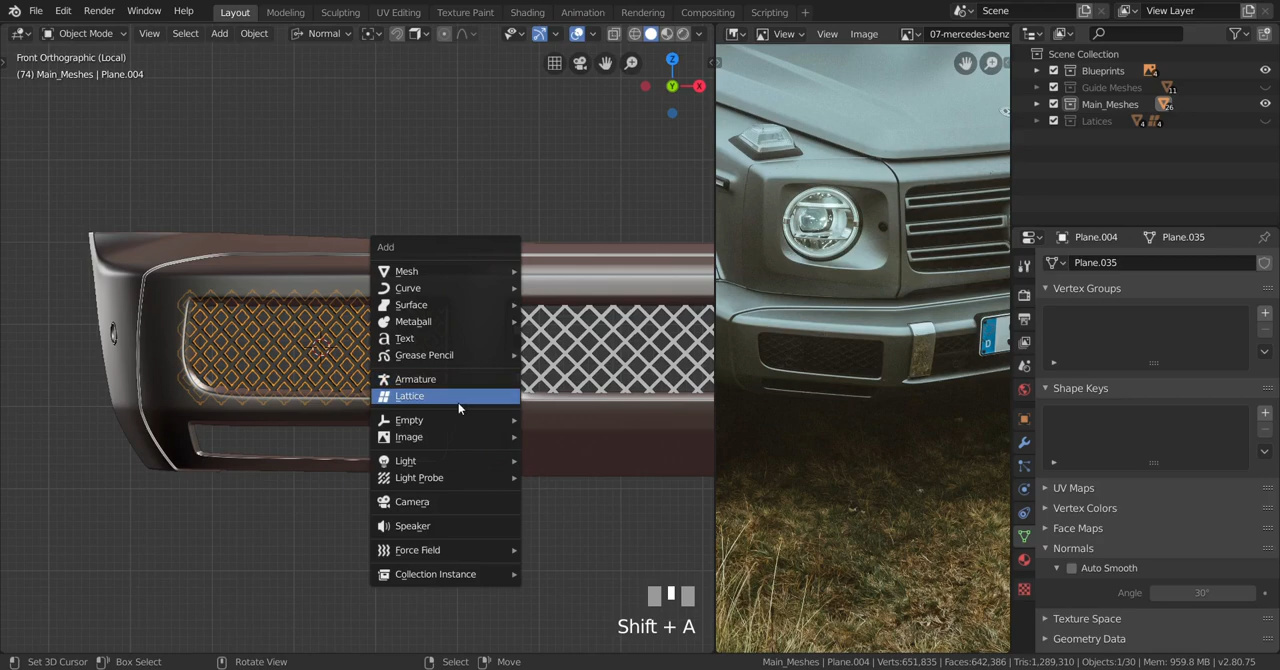 File Edit Render Window Help Layout Modeling Sculpting UV Editing Texture Paint Shading Animation Rendering Compositing Scripting + Scene View Layer
Object Mode View Select Add Object Normal View View Image 07-mercedes-benz
Front Orthographic (Local)
(74) Main_Meshes | Plane.004
Z
Y
X
Scene Collection
Blueprints 4
Guide Meshes 11
Main_Meshes 26
Latices 4 4
Add
Mesh
Curve
Surface
Metaball
Text
Grease Pencil
Armature
Lattice
Empty
Image
Light
Light Probe
Camera
Speaker
Force Field
Collection Instance
Shift + A
Plane.004 Plane.035
Plane.035
Vertex Groups
Shape Keys
UV Maps
Vertex Colors
Face Maps
Normals
Auto Smooth
Angle 30°
Texture Space
Geometry Data
Set 3D Cursor Box Select Rotate View Select Move Main_Meshes | Plane.004 | Verts:651,835 | Faces:642,386 | Tris:1,289,310 | Objects:1/30 | Mem: 959.8 MB | v2.80.75